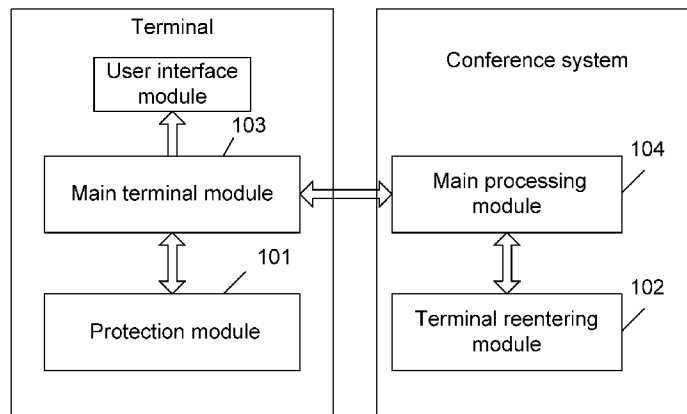 Terminal
User interface
module
103
Main terminal module
101
Protection module
Conference system
104
Main processing
module
102
Terminal reentering
module